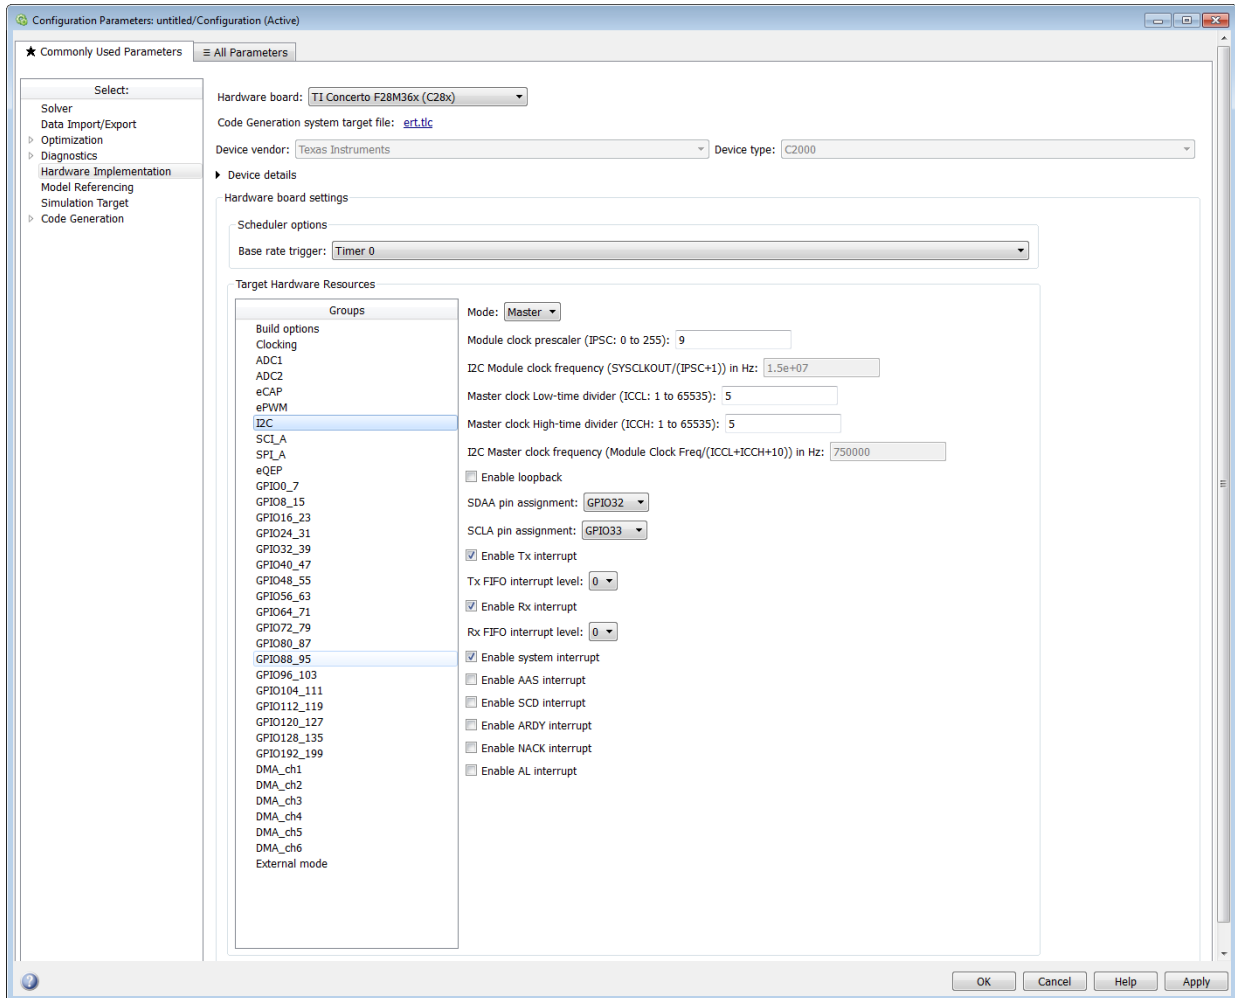 Configuration Parameters: untitled/Configuration (Active)
★ Commonly Used Parameters
≡ All Parameters
Select:
Solver
Data Import/Export
Optimization
Diagnostics
Hardware Implementation
Model Referencing
Simulation Target
Code Generation
Hardware board: TI Concerto F28M36x (C28x)
Code Generation system target file: ert.tlc
Device vendor: Texas Instruments Device type: C2000
Device details
Hardware board settings
Scheduler options
Base rate trigger: Timer 0
Target Hardware Resources
Groups
Build options
Clocking
ADC1
ADC2
eCAP
ePWM
I2C
SCI_A
SPI_A
eQEP
GPIO0_7
GPIO8_15
GPIO16_23
GPIO24_31
GPIO32_39
GPIO40_47
GPIO48_55
GPIO56_63
GPIO64_71
GPIO72_79
GPIO80_87
GPIO88_95
GPIO96_103
GPIO104_111
GPIO112_119
GPIO120_127
GPIO128_135
GPIO192_199
DMA_ch1
DMA_ch2
DMA_ch3
DMA_ch4
DMA_ch5
DMA_ch6
External mode
Mode: Master
Module clock prescaler (IPSC: 0 to 255): 9
I2C Module clock frequency (SYSCLKOUT/(IPSC+1)) in Hz: 1.5e+07
Master clock Low-time divider (ICCL: 1 to 65535): 5
Master clock High-time divider (ICCH: 1 to 65535): 5
I2C Master clock frequency (Module Clock Freq/(ICCL+ICCH+10)) in Hz: 750000
Enable loopback
SDAA pin assignment: GPIO32
SCLA pin assignment: GPIO33
Enable Tx interrupt
Tx FIFO interrupt level: 0
Enable Rx interrupt
Rx FIFO interrupt level: 0
Enable system interrupt
Enable AAS interrupt
Enable SCD interrupt
Enable ARDY interrupt
Enable NACK interrupt
Enable AL interrupt
?
OK Cancel Help Apply